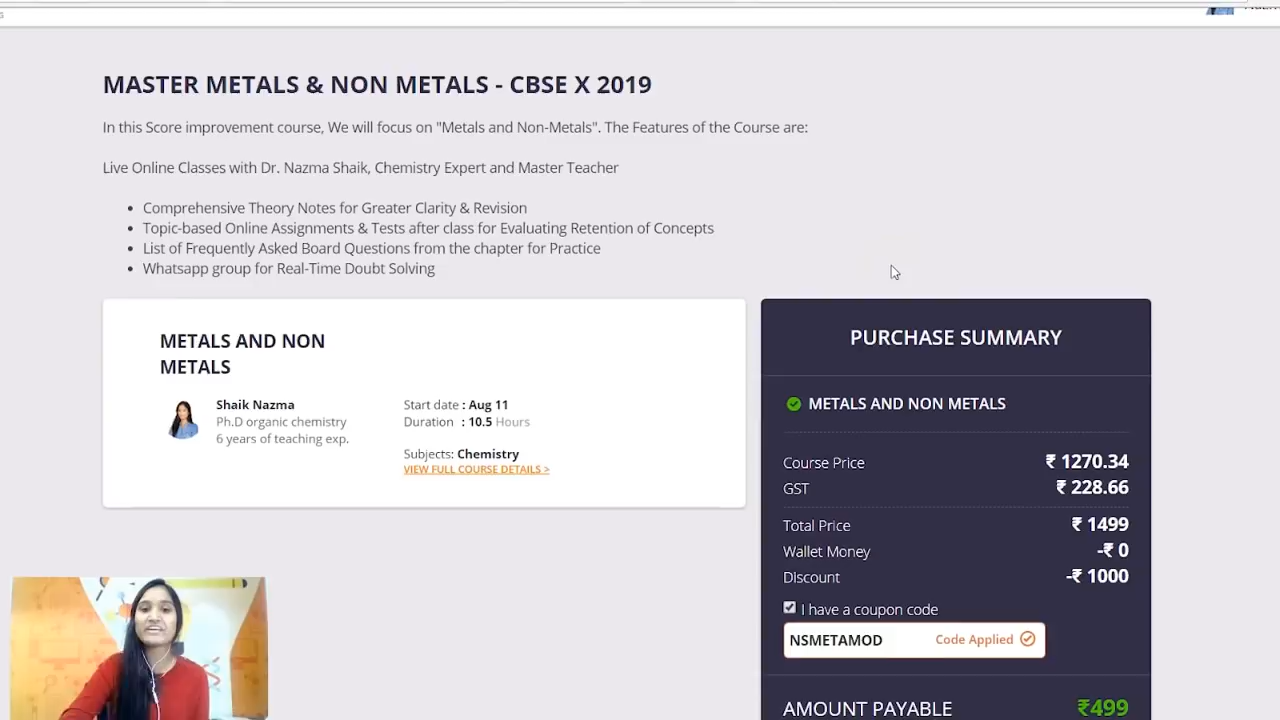 MASTER METALS & NON METALS - CBSE X 2019
In this Score improvement course, We will focus on "Metals and Non-Metals". The Features of the Course are:
Live Online Classes with Dr. Nazma Shaik, Chemistry Expert and Master Teacher
• Comprehensive Theory Notes for Greater Clarity & Revision
• Topic-based Online Assignments & Tests after class for Evaluating Retention of Concepts
• List of Frequently Asked Board Questions from the chapter for Practice
• Whatsapp group for Real-Time Doubt Solving
METALS AND NON
METALS
Shaik Nazma
Ph.D organic chemistry
6 years of teaching exp.
Start date : Aug 11
Duration : 10.5 Hours
Subjects: Chemistry
VIEW FULL COURSE DETAILS >
PURCHASE SUMMARY
METALS AND NON METALS
Course Price ₹ 1270.34
GST ₹ 228.66
Total Price ₹ 1499
Wallet Money -₹ 0
Discount -₹ 1000
I have a coupon code
NSMETAMOD Code Applied
AMOUNT PAYABLE ₹499